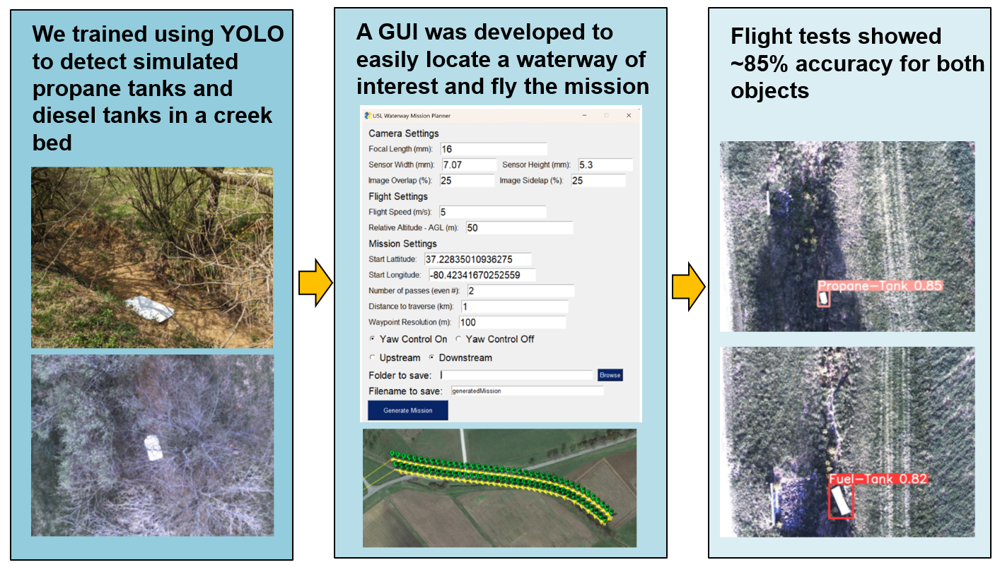 We trained using YOLO
to detect simulated
propane tanks and
diesel tanks in a creek
bed
A GUI was developed to
easily locate a waterway of
interest and fly the mission
USL Waterway Mission Planner
Camera Settings
Focal Length (mm): 16
Sensor Width (mm): 7.07 Sensor Height (mm): 5.3
Image Overlap (%): 25 Image Sidelap (%): 25
Flight Settings
Flight Speed (m/s): 5
Relative Altitude - AGL (m): 50
Mission Settings
Start Lattitude: 37.22835010936275
Start Longitude: -80.42341670252559
Number of passes (even #): 2
Distance to traverse (km): 1
Waypoint Resolution (m): 100
Yaw Control On Yaw Control Off
Upstream Downstream
Folder to save: Browse
Filename to save: generatedMission
Generate Mission
Flight tests showed
~85% accuracy for both
objects
Propane-Tank 0.85
Fuel-Tank 0.82